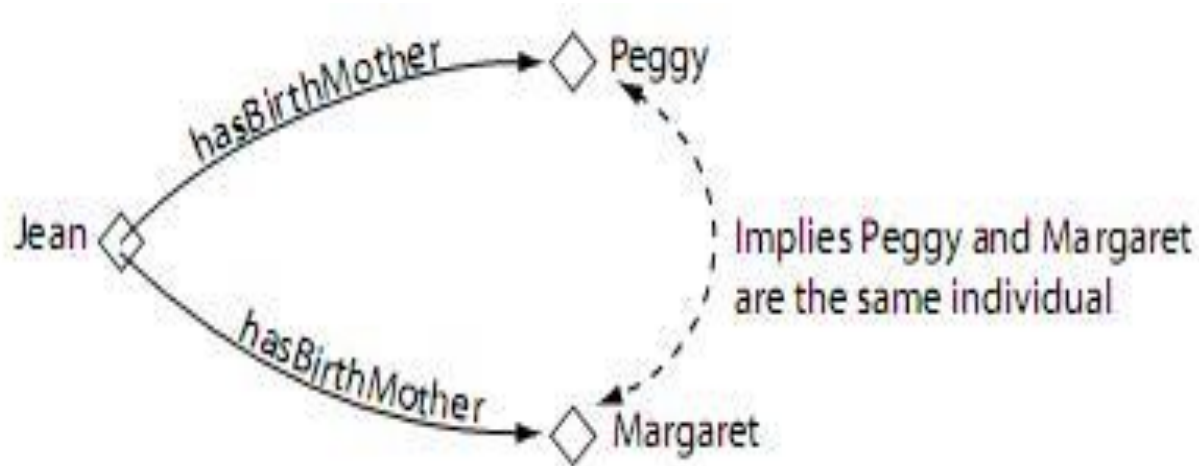 hasBirthMother
Peggy
Jean
Implies Peggy and Margaret
are the same individual
hasBirthMother
Margaret